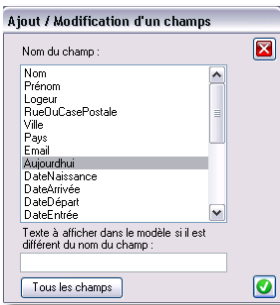 Ajout / Modification d'un champs
Nom du champ :
Nom
Prénom
Logeur
RueOuCasePostale
Ville
Pays
Email
Aujourdhui
DateNaissance
DateArrivée
DateDépart
DateEntrée
Texte à afficher dans le modèle si il est
différent du nom du champ :
Tous les champs